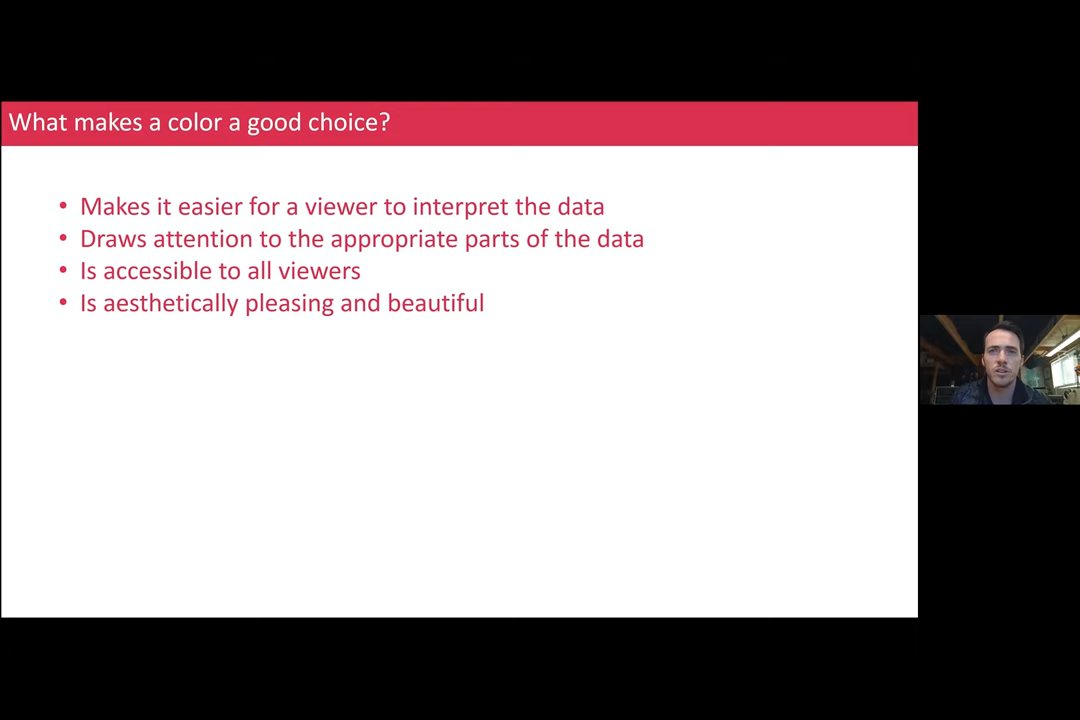 What makes a color a good choice?
• Makes it easier for a viewer to interpret the data
• Draws attention to the appropriate parts of the data
• Is accessible to all viewers
• Is aesthetically pleasing and beautiful